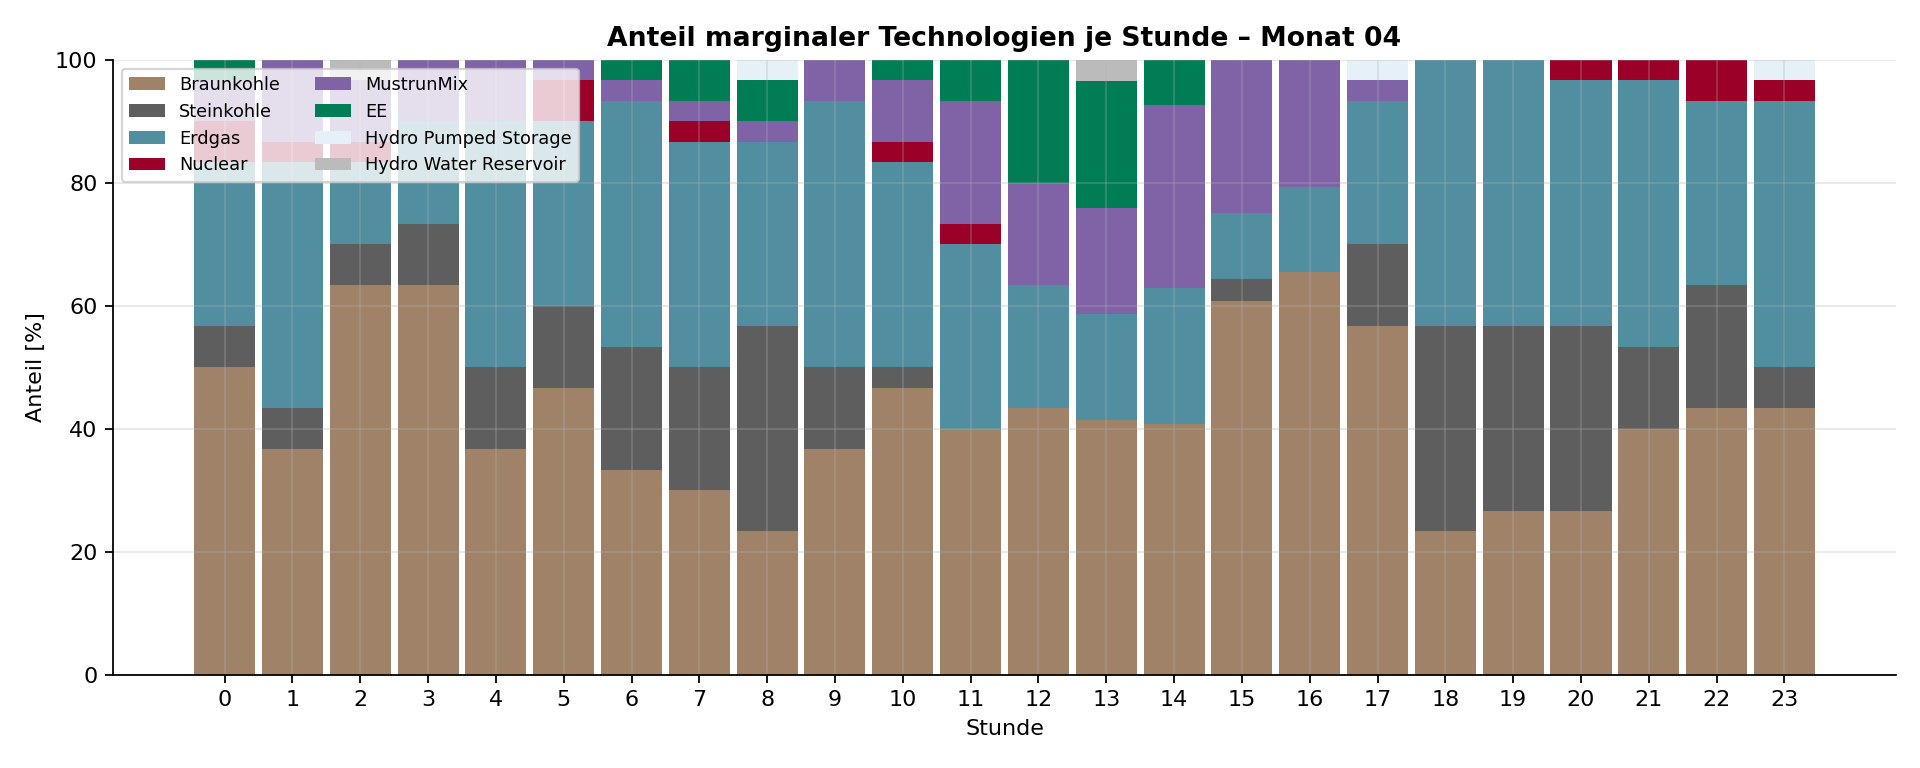 Anteil marginaler Technologien je Stunde – Monat 04
100
80
60
40
20
0
Anteil [%]
Braunkohle
Steinkohle
Erdgas
Nuclear
MustrunMix
EE
Hydro Pumped Storage
Hydro Water Reservoir
0 1 2 3 4 5 6 7 8 9 10 11 12 13 14 15 16 17 18 19 20 21 22 23
Stunde